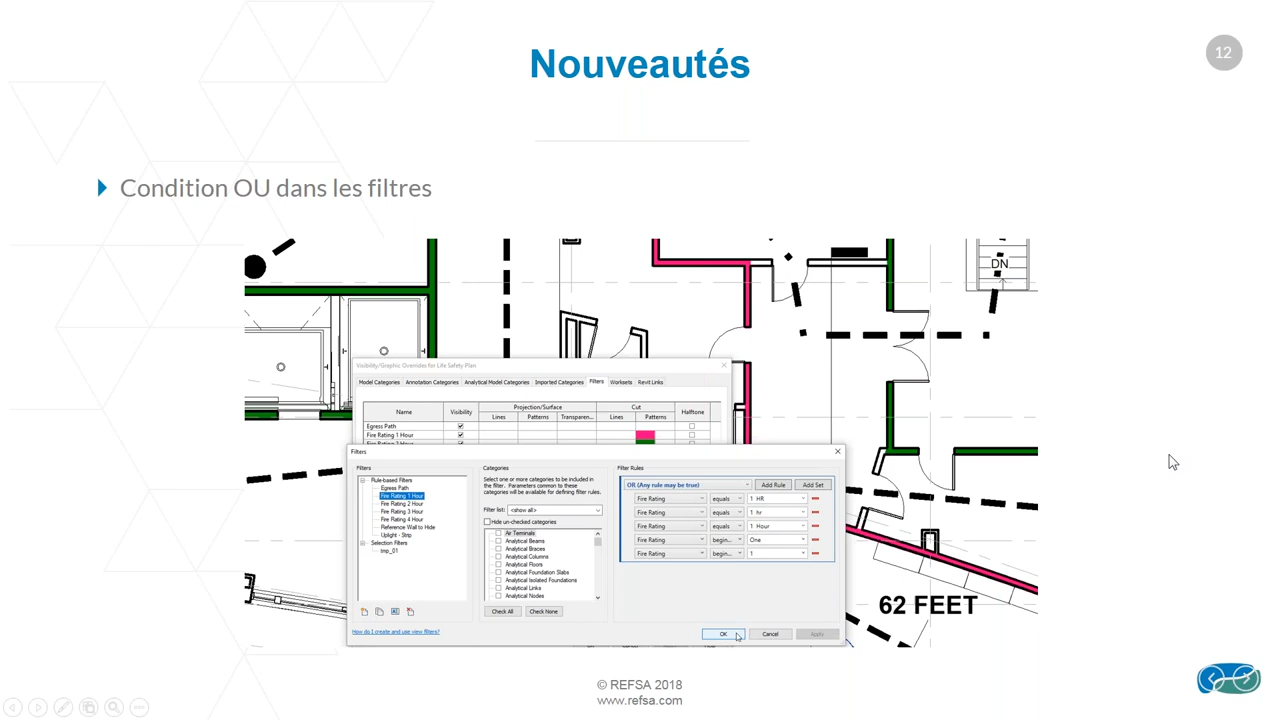 Nouveautés
12
Condition OU dans les filtres
DN
Visibility/Graphic Overrides for Life Safety Plan
Model Categories Annotation Categories Analytical Model Categories Imported Categories Filters Worksets Revit Links
Name Visibility Projection/Surface Cut Halftone
Lines Patterns Transparen... Lines Patterns
Egress Path
Fire Rating 1 Hour
Filters
Filters
Rule-based Filters
Egress Path
Fire Rating 1 Hour
Fire Rating 2 Hour
Fire Rating 3 Hour
Fire Rating 4 Hour
Reference Wall to Hide
Uplight - Strip
Selection Filters
tmp_01
How do I create and use view filters?
Categories
Select one or more categories to be included in
the filter. Parameters common to these
categories will be available for defining filter rules.
Filter list: <show all>
Hide un-checked categories
Air Terminals
Analytical Beams
Analytical Braces
Analytical Columns
Analytical Floors
Analytical Foundation Slabs
Analytical Isolated Foundations
Analytical Links
Analytical Nodes
Check All Check None
Filter Rules
OR (Any rule may be true) Add Rule Add Set
Fire Rating equals 1 HR
Fire Rating equals 1 hr
Fire Rating equals 1 Hour
Fire Rating begin... One
Fire Rating begin... 1
OK Cancel Apply
62 FEET
© REFSA 2018
www.refsa.com